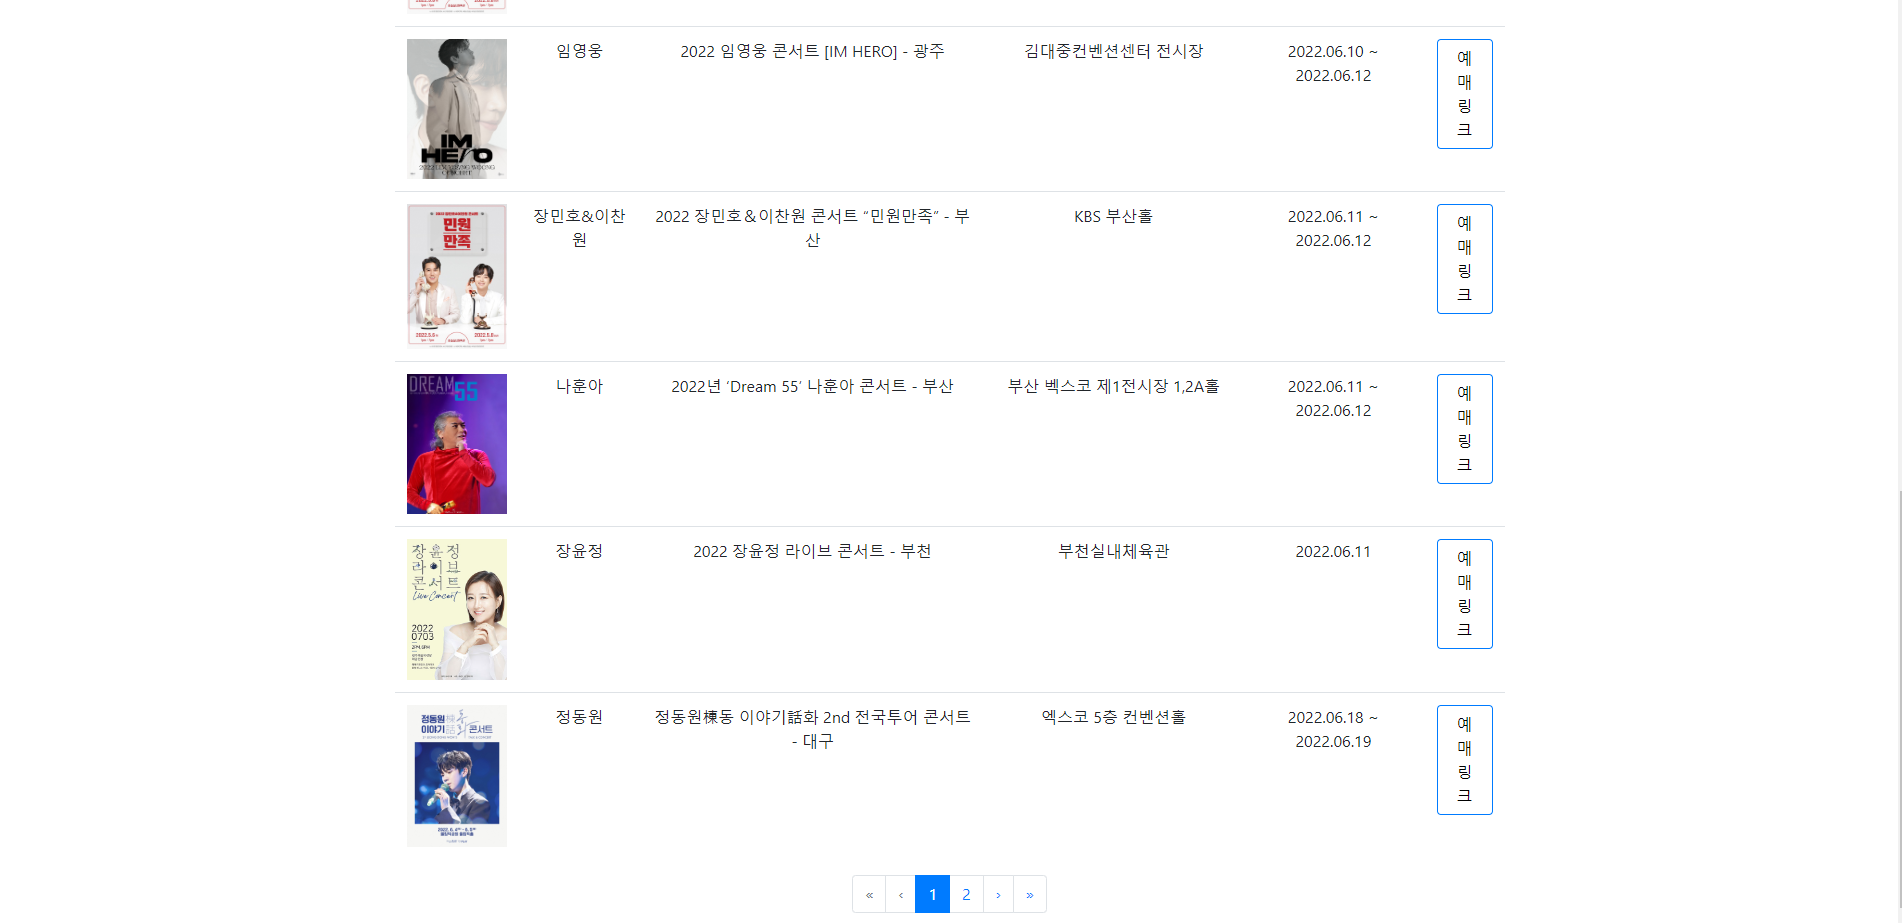 임영웅
2022 임영웅 콘서트 [IM HERO] - 광주
김대중컨벤션센터 전시장
2022.06.10 ~
2022.06.12
예
매
링
크
IM
HERO
장민호&이찬
원
2022 장민호＆이찬원 콘서트 “민원만족” - 부
산
KBS 부산홀
2022.06.11 ~
2022.06.12
예
매
링
크
민원
만족
나훈아
2022년 ‘Dream 55’ 나훈아 콘서트 - 부산
부산 벡스코 제1전시장 1,2A홀
2022.06.11 ~
2022.06.12
예
매
링
크
DREAM
55
장윤정
2022 장윤정 라이브 콘서트 - 부천
부천실내체육관
2022.06.11
예
매
링
크
장윤정
라이브
콘서트
Live Concert
2022
0703
2PM.6PM
정동원
정동원棟동 이야기話화 2nd 전국투어 콘서트
- 대구
엑스코 5층 컨벤션홀
2022.06.18 ~
2022.06.19
예
매
링
크
정동원棟동
이야기話화콘서트
« ‹ 1 2 › »